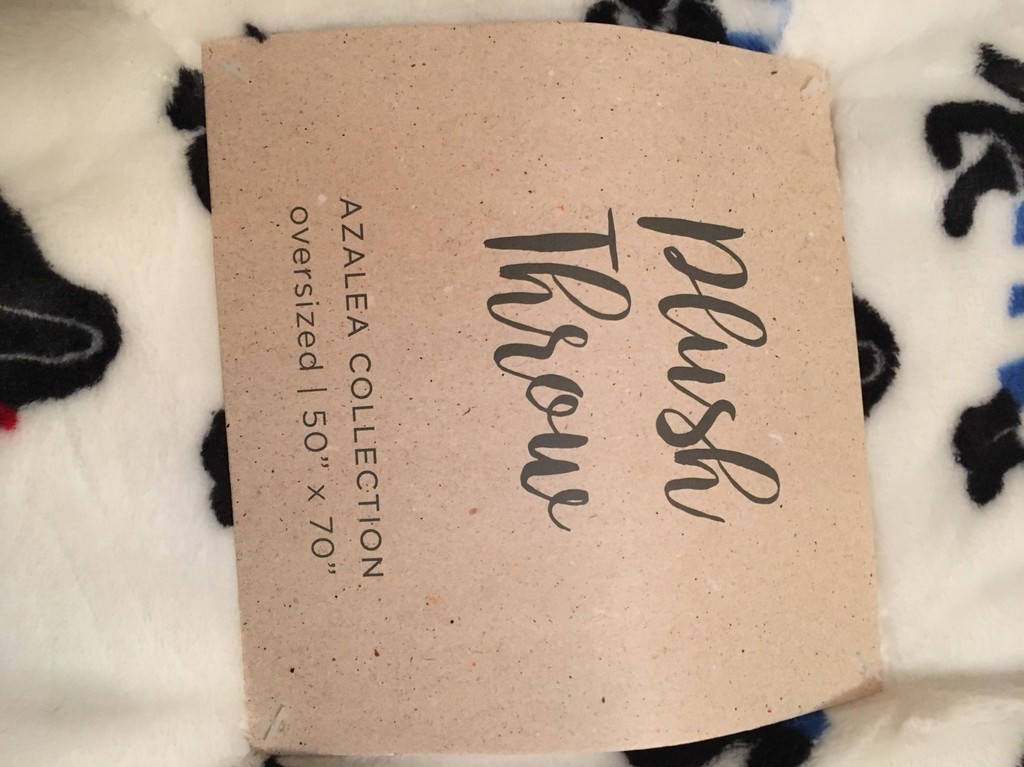 Plush
Throw
AZALEA COLLECTION
oversized | 50” x 70”